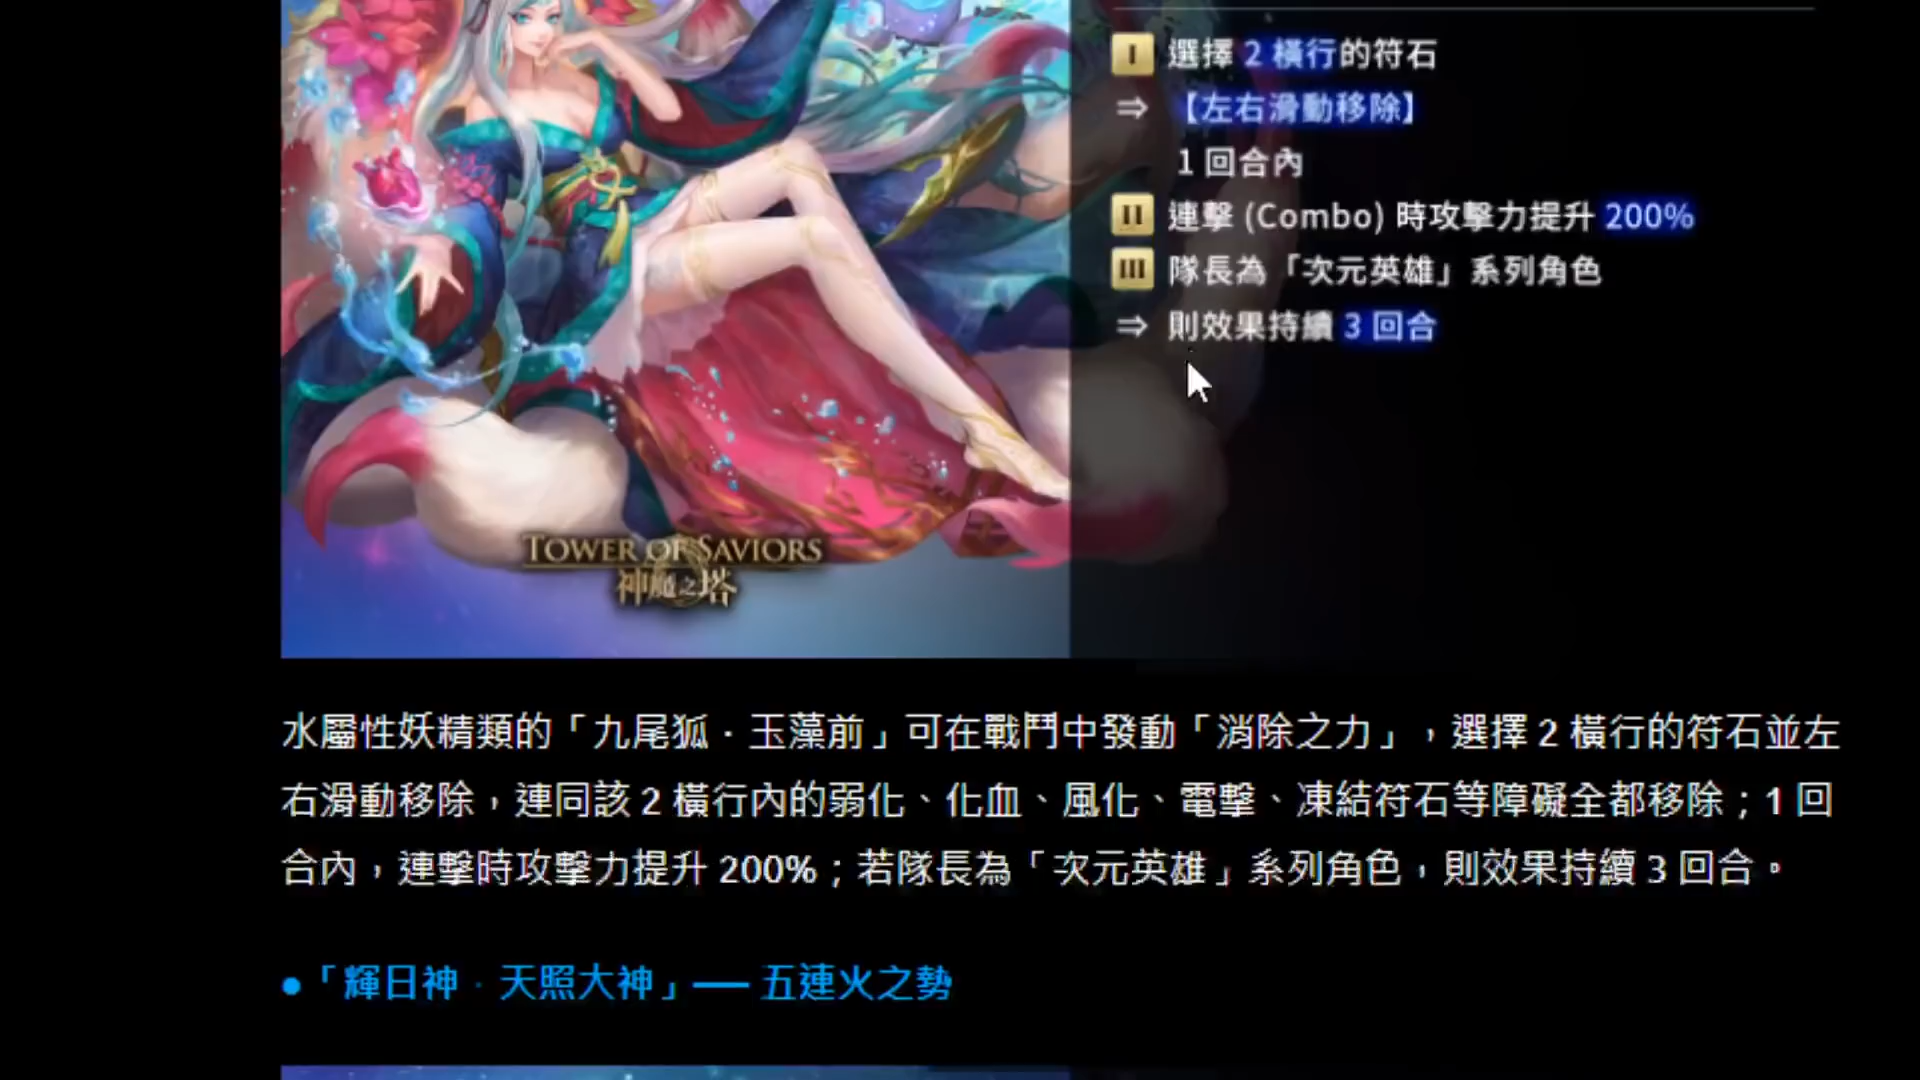 I 選擇 2 橫行的符石
⇒ 【左右滑動移除】
1 回合內
II 連擊 (Combo) 時攻擊力提升 200%
III 隊長為「次元英雄」系列角色
⇒ 則效果持續 3 回合
TOWER OF SAVIORS
神魔之塔
水屬性妖精類的「九尾狐．玉藻前」可在戰鬥中發動「消除之力」，選擇 2 橫行的符石並左
右滑動移除，連同該 2 橫行內的弱化、化血、風化、電擊、凍結符石等障礙全都移除；1 回
合內，連擊時攻擊力提升 200%；若隊長為「次元英雄」系列角色，則效果持續 3 回合。
●「輝日神．天照大神」── 五連火之勢